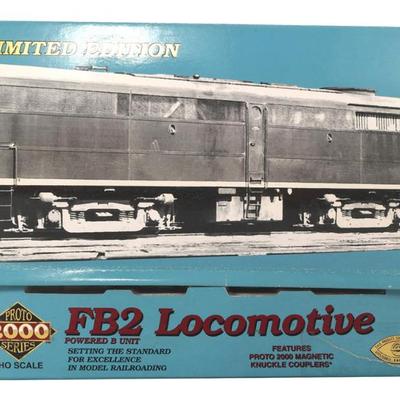 LIMITED EDITION
PROTO
2000
SERIES
HO SCALE
FB2 Locomotive
POWERED B UNIT
SETTING THE STANDARD
FOR EXCELLENCE
IN MODEL RAILROADING
FEATURES
PROTO 2000 MAGNETIC
KNUCKLE COUPLERS*